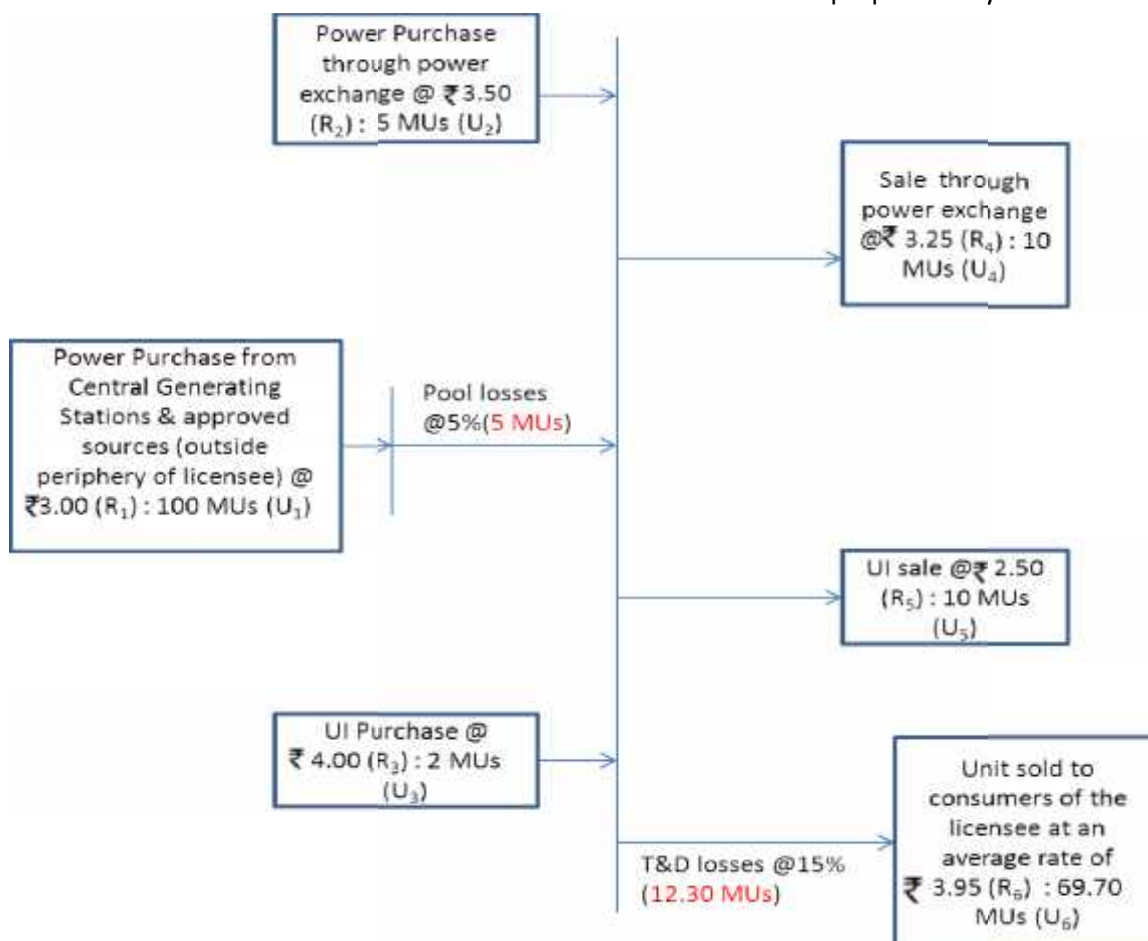 Power Purchase
through power
exchange @ ₹3.50
(R₂) : 5 MUs (U₂)
Sale through
power exchange
@₹ 3.25 (R₄) : 10
MUs (U₄)
Power Purchase from
Central Generating
Stations & approved
sources (outside
periphery of licensee) @
₹3.00 (R₁) : 100 MUs (U₁)
Pool losses
@5%(5 MUs)
UI sale @₹ 2.50
(R₅) : 10 MUs
(U₅)
UI Purchase @
₹ 4.00 (R₃) : 2 MUs
(U₃)
T&D losses @15%
(12.30 MUs)
Unit sold to
consumers of the
licensee at an
average rate of
₹ 3.95 (R₆) : 69.70
MUs (U₆)